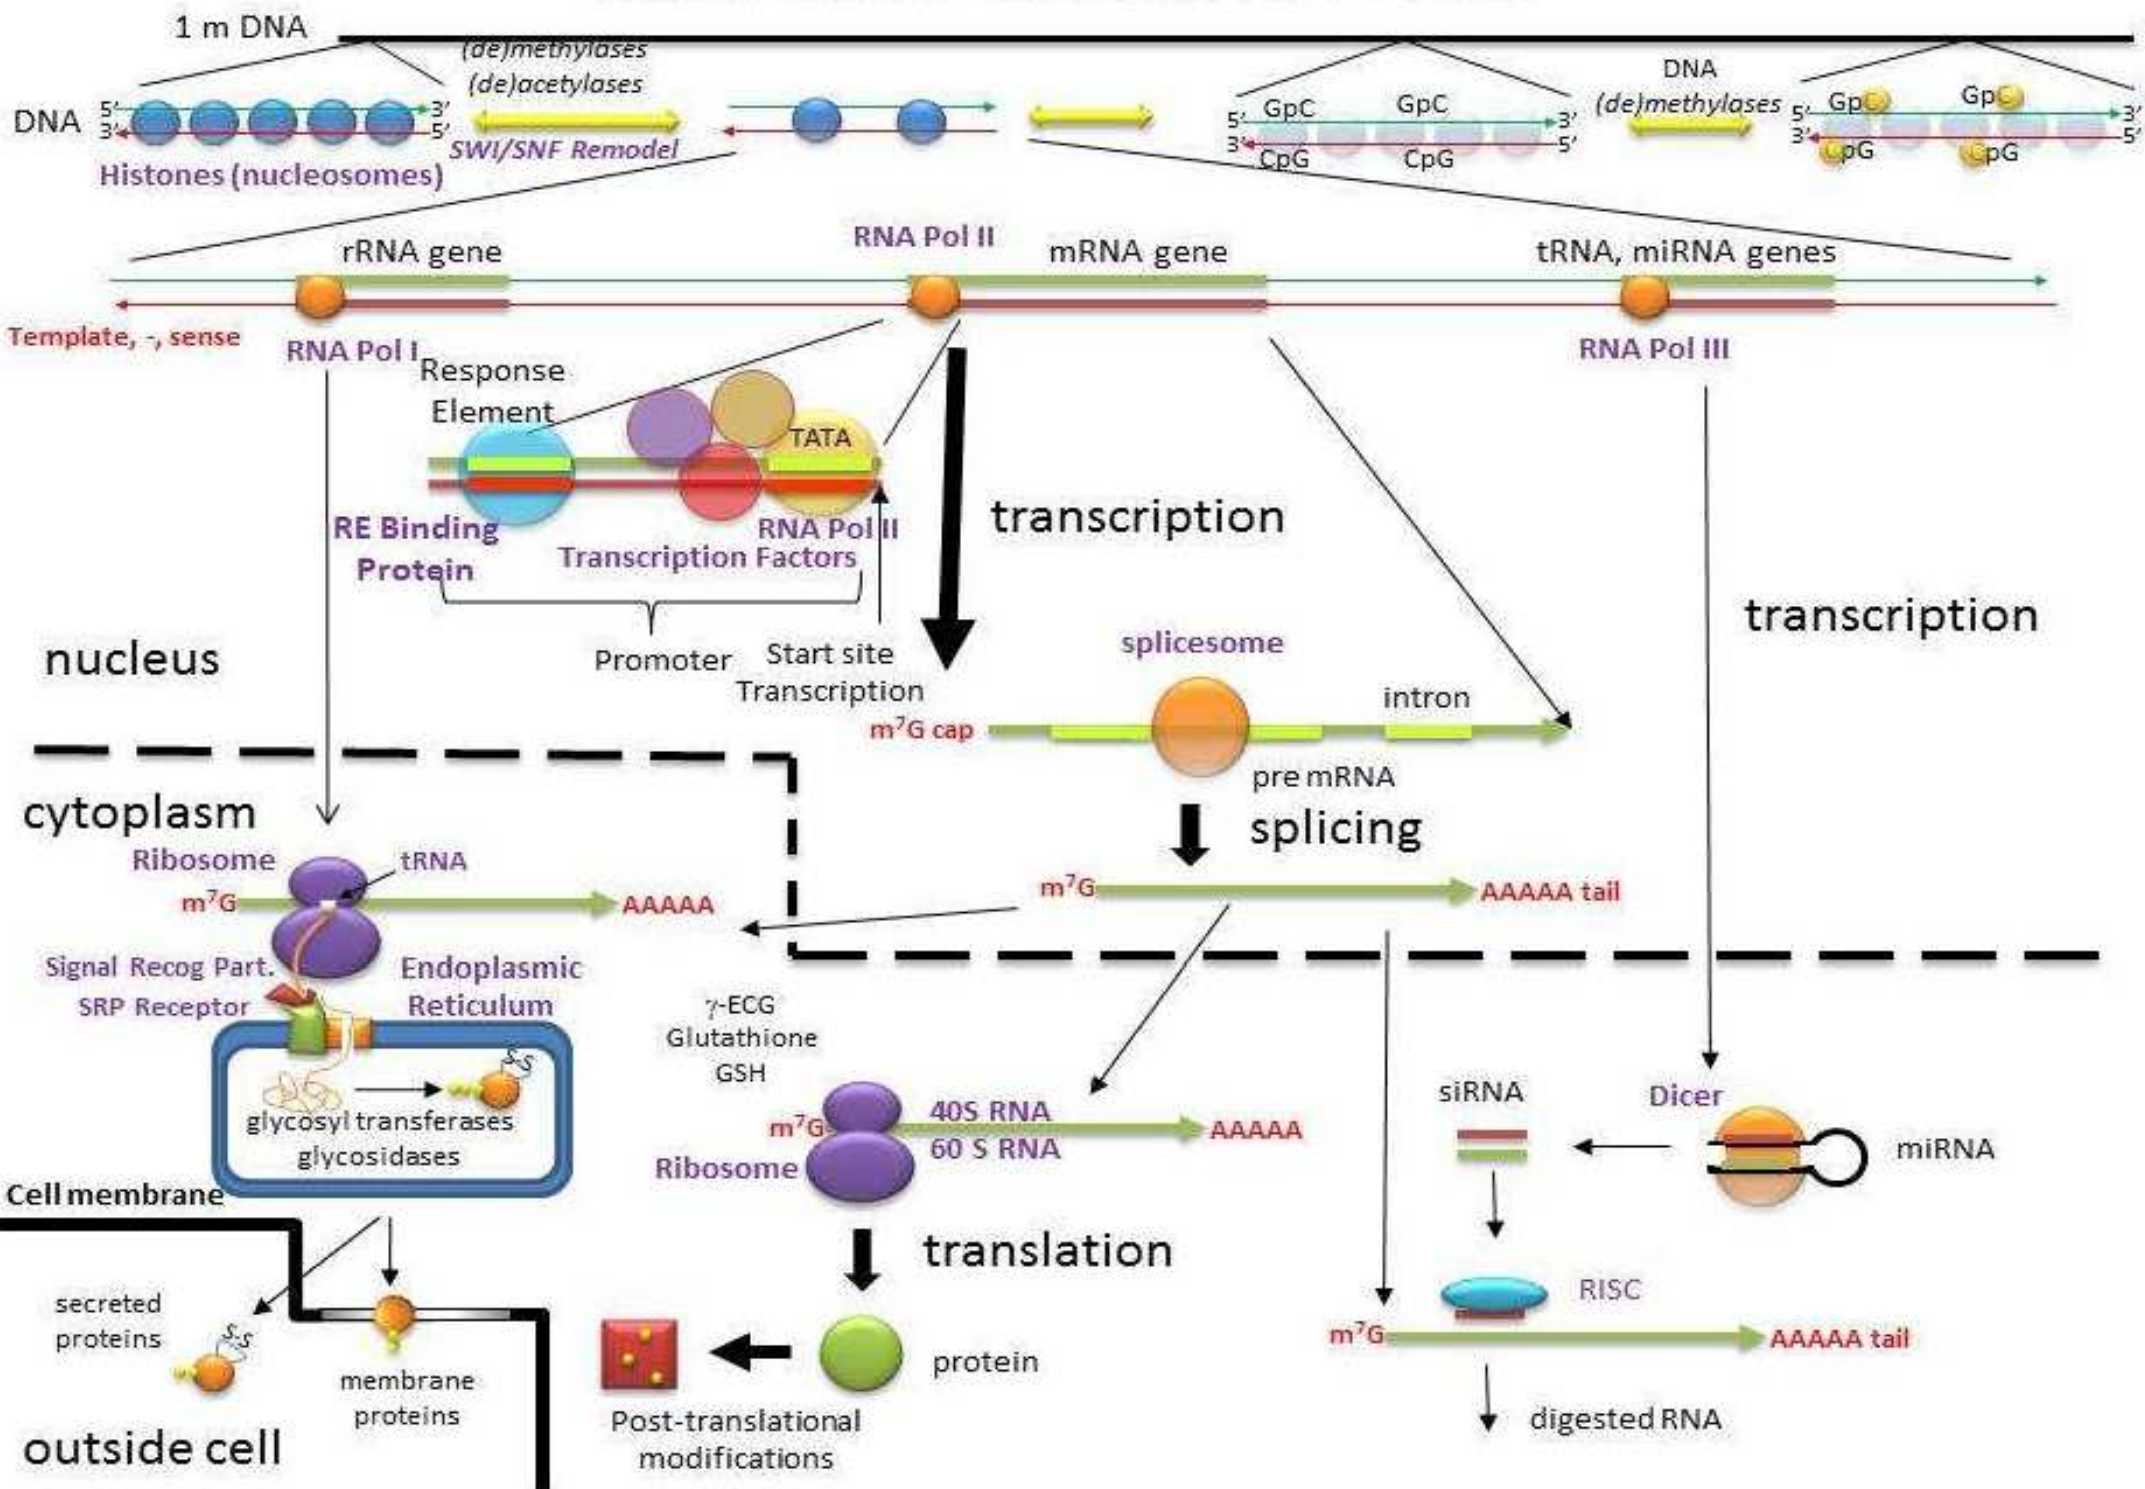 1 m DNA
(de)methylases
(de)acetylases
SWI/SNF Remodel
DNA
5’
3’
3’
5’
Histones (nucleosomes)
GpC
GpC
5’
3’
3’
5’
CpG
CpG
DNA
(de)methylases
GpC
GpC
5’
3’
3’
5’
CpG
CpG
rRNA gene
RNA Pol II
mRNA gene
tRNA, miRNA genes
Template, -, sense
RNA Pol I
RNA Pol III
Response
Element
TATA
RE Binding
Protein
RNA Pol II
Transcription Factors
Promoter
Start site
Transcription
transcription
transcription
nucleus
splicesome
intron
m⁷G cap
pre mRNA
splicing
m⁷G
AAAAA tail
cytoplasm
Ribosome
tRNA
m⁷G
AAAAA
Signal Recog Part.
SRP Receptor
Endoplasmic
Reticulum
S-S
glycosyl transferases
glycosidases
γ-ECG
Glutathione
GSH
m⁷G
40S RNA
60 S RNA
AAAAA
Ribosome
siRNA
Dicer
miRNA
Cell membrane
translation
RISC
m⁷G
AAAAA tail
digested RNA
secreted
proteins
S-S
membrane
proteins
protein
Post-translational
modifications
outside cell